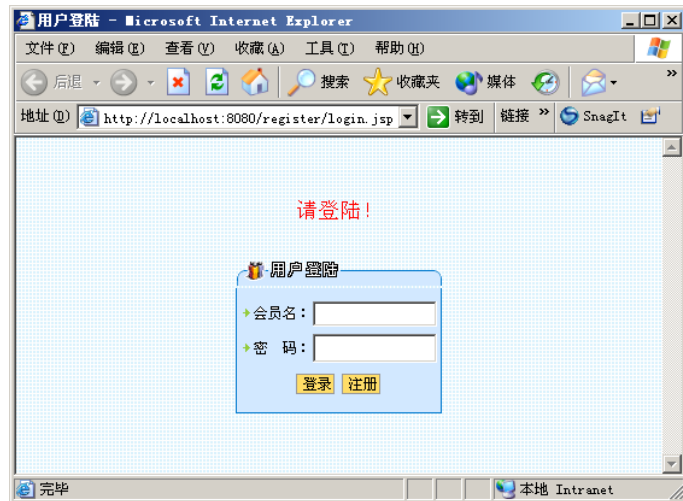 用户登陆 - Microsoft Internet Explorer
文件(F) 编辑(E) 查看(V) 收藏(A) 工具(T) 帮助(H)
后退 搜索 收藏夹 媒体 »
地址(D) http://localhost:8080/register/login.jsp 转到 链接 » SnagIt
请登陆!
用户登陆
会员名:
密 码:
登录 注册
完毕 本地 Intranet